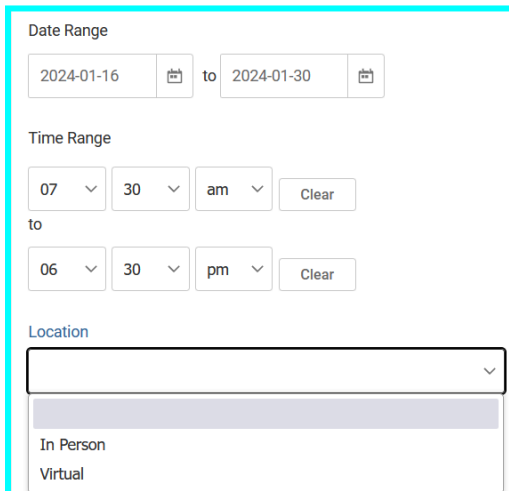 Date Range
2024-01-16 to 2024-01-30
Time Range
07 30 am Clear
to
06 30 pm Clear
Location
In Person
Virtual